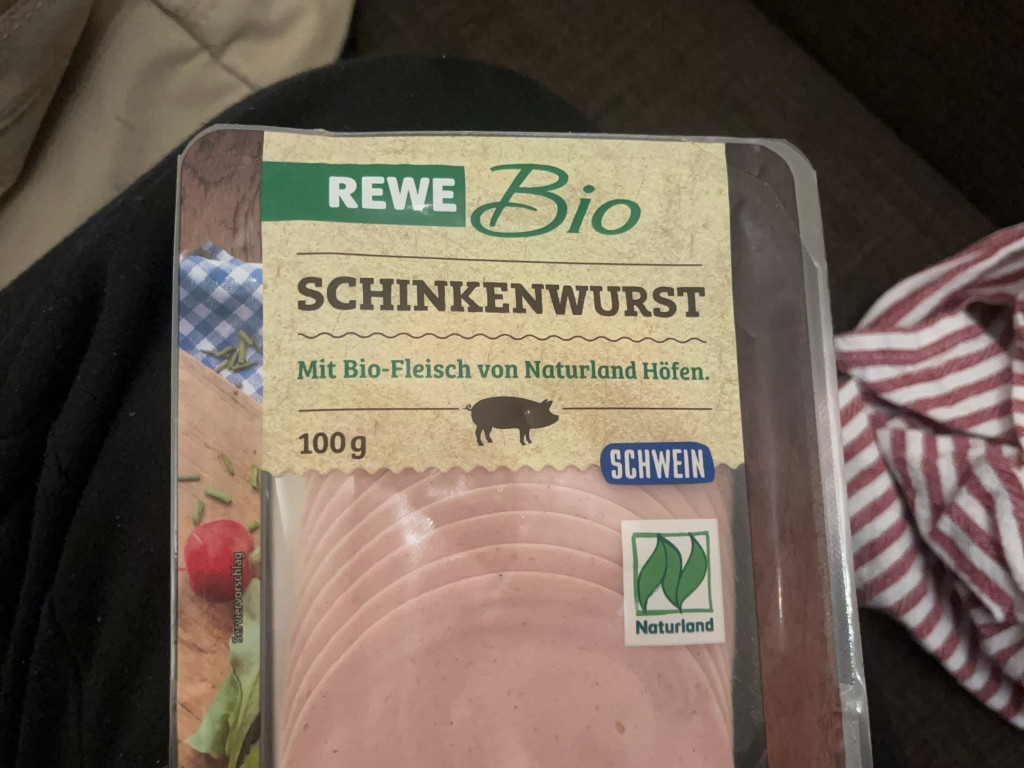 REWE Bio
SCHINKENWURST
Mit Bio-Fleisch von Naturland Höfen.
100 g
SCHWEIN
Naturland
Serviervorschlag